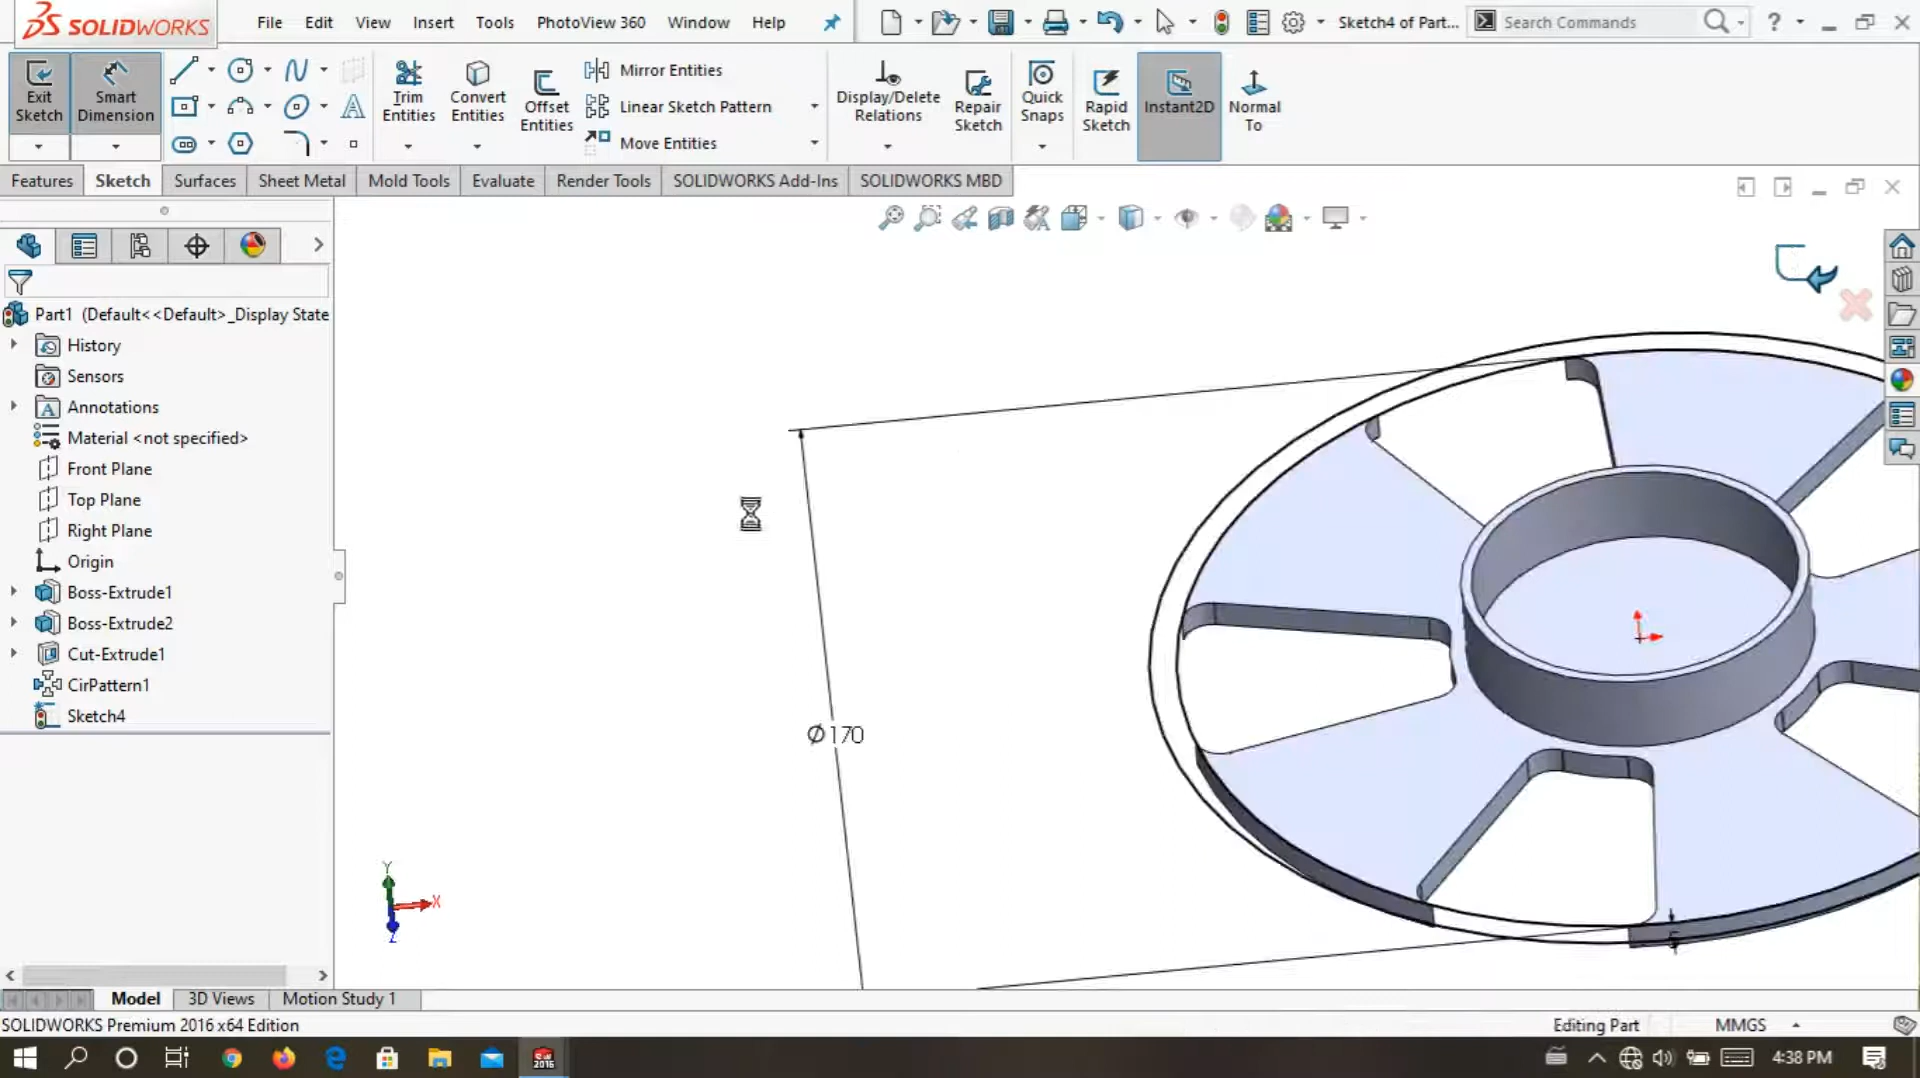 SOLIDWORKS
File Edit View Insert Tools PhotoView 360 Window Help
Sketch4 of Part...
Search Commands
Exit Sketch
Smart Dimension
Trim Entities
Convert Entities
Offset Entities
Mirror Entities
Linear Sketch Pattern
Move Entities
Display/Delete Relations
Repair Sketch
Quick Snaps
Rapid Sketch
Instant2D
Normal To
Features Sketch Surfaces Sheet Metal Mold Tools Evaluate Render Tools SOLIDWORKS Add-Ins SOLIDWORKS MBD
Part1 (Default<<Default>_Display State
History
Sensors
Annotations
Material <not specified>
Front Plane
Top Plane
Right Plane
Origin
Boss-Extrude1
Boss-Extrude2
Cut-Extrude1
CirPattern1
Sketch4
∅170
Y
X
Z
Model 3D Views Motion Study 1
SOLIDWORKS Premium 2016 x64 Edition
Editing Part
MMGS
4:38 PM